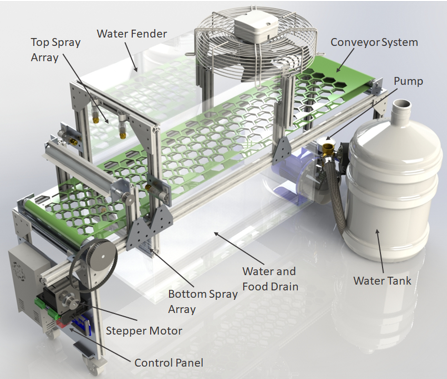 Water Fender
Top Spray
Array
Conveyor System
Pump
Water and
Food Drain
Water Tank
Bottom Spray
Array
Stepper Motor
Control Panel